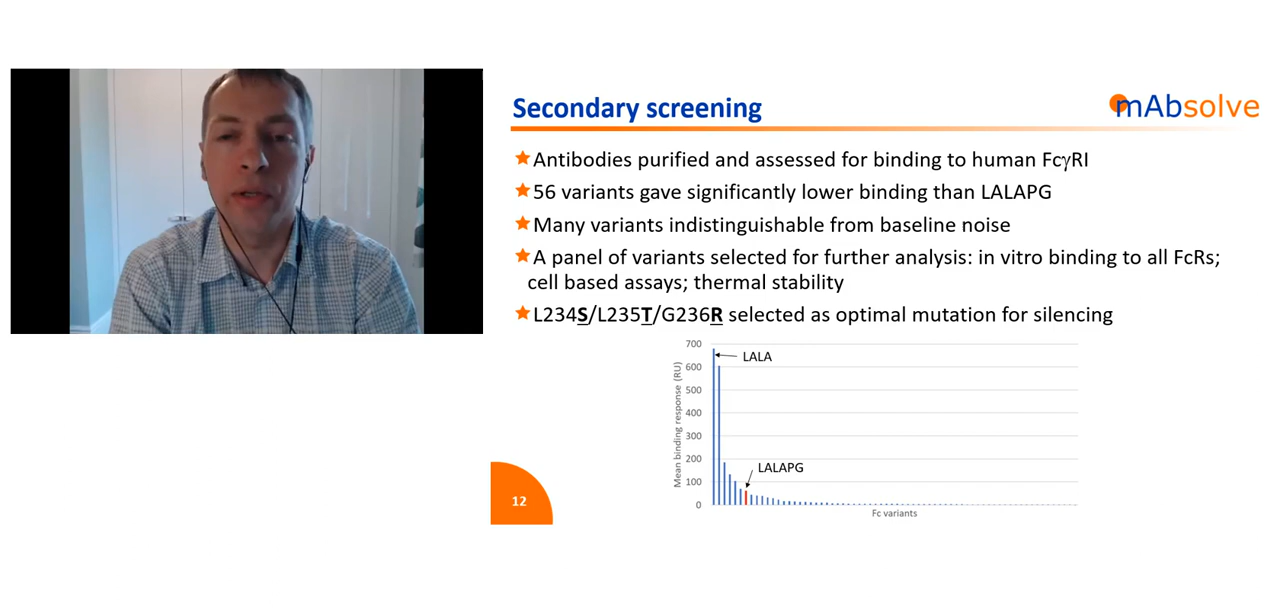 Secondary screening
mAbsolve
Antibodies purified and assessed for binding to human FcγRI
56 variants gave significantly lower binding than LALAPG
Many variants indistinguishable from baseline noise
A panel of variants selected for further analysis: in vitro binding to all FcRs;
cell based assays; thermal stability
L234S/L235T/G236R selected as optimal mutation for silencing
700
600
500
400
300
200
100
0
Mean binding response (RU)
LALA
LALAPG
Fc variants
12